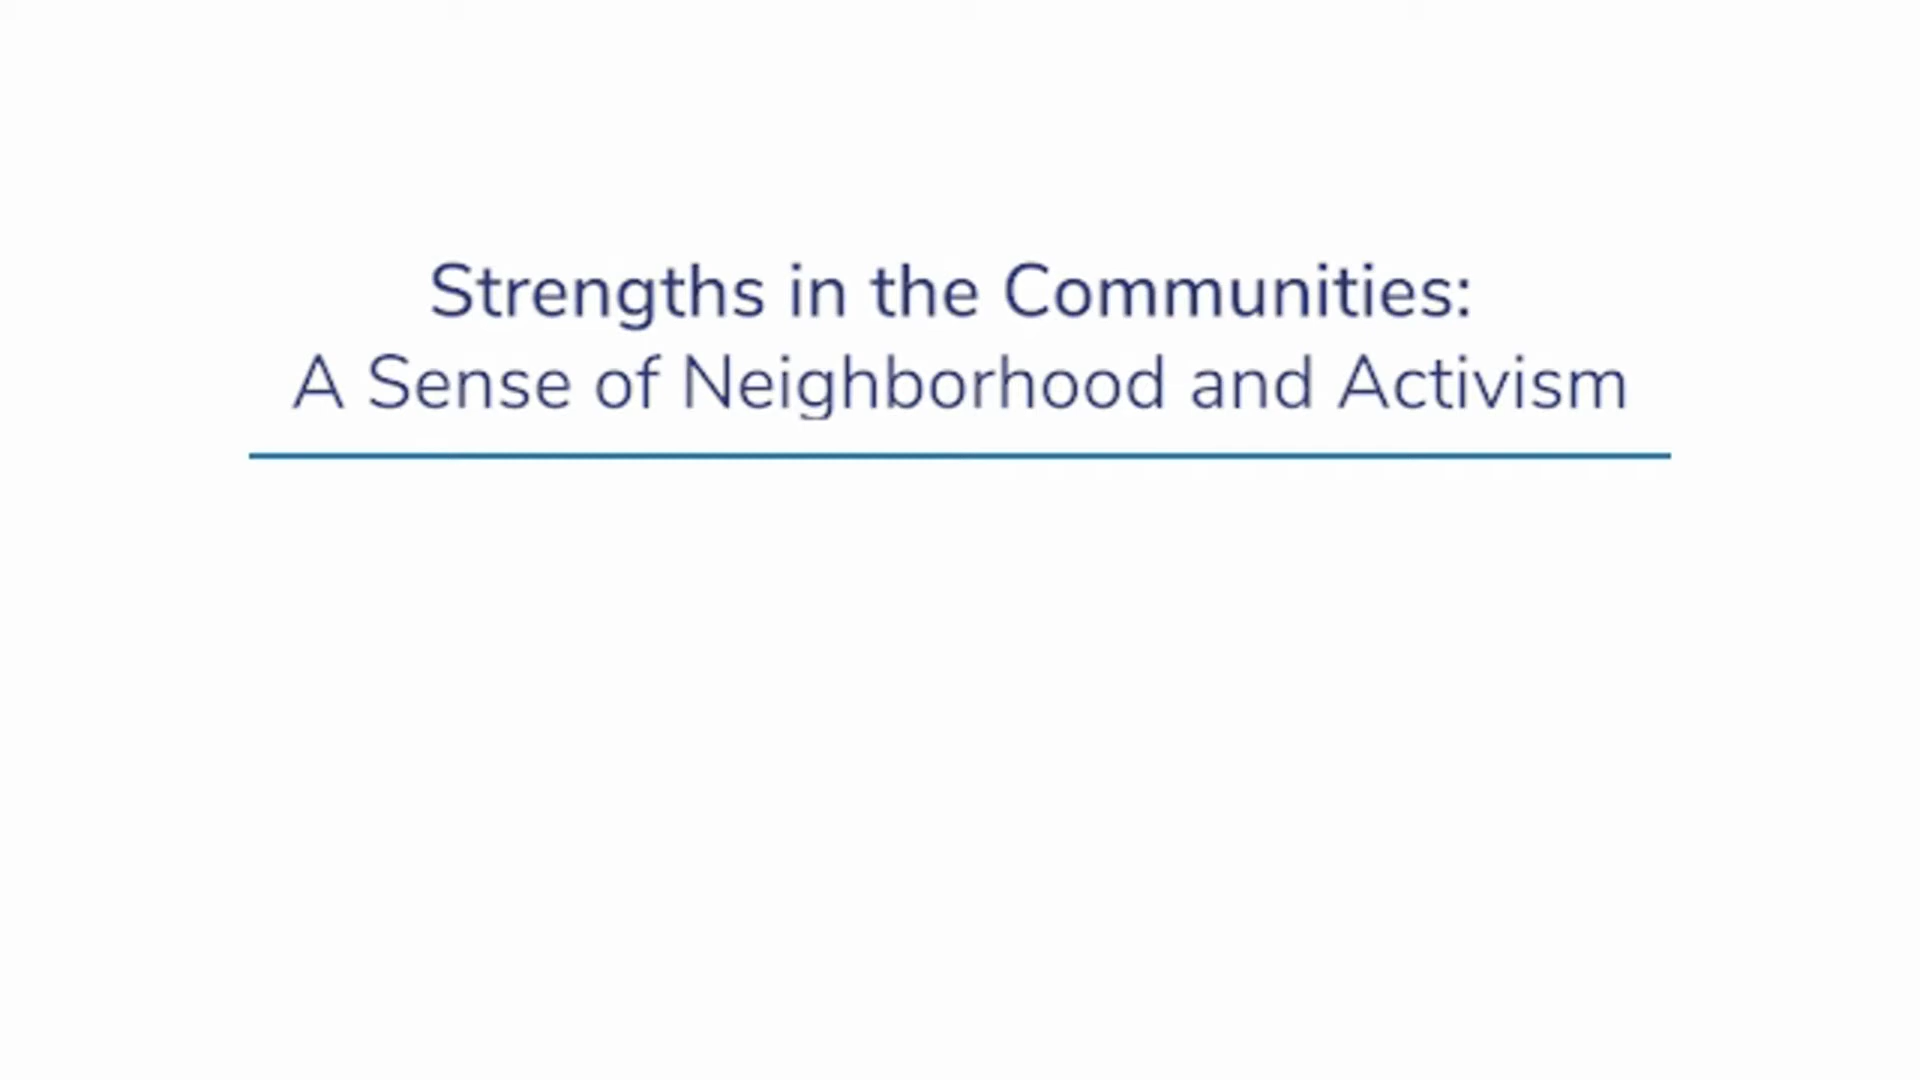 Strengths in the Communities:
A Sense of Neighborhood and Activism